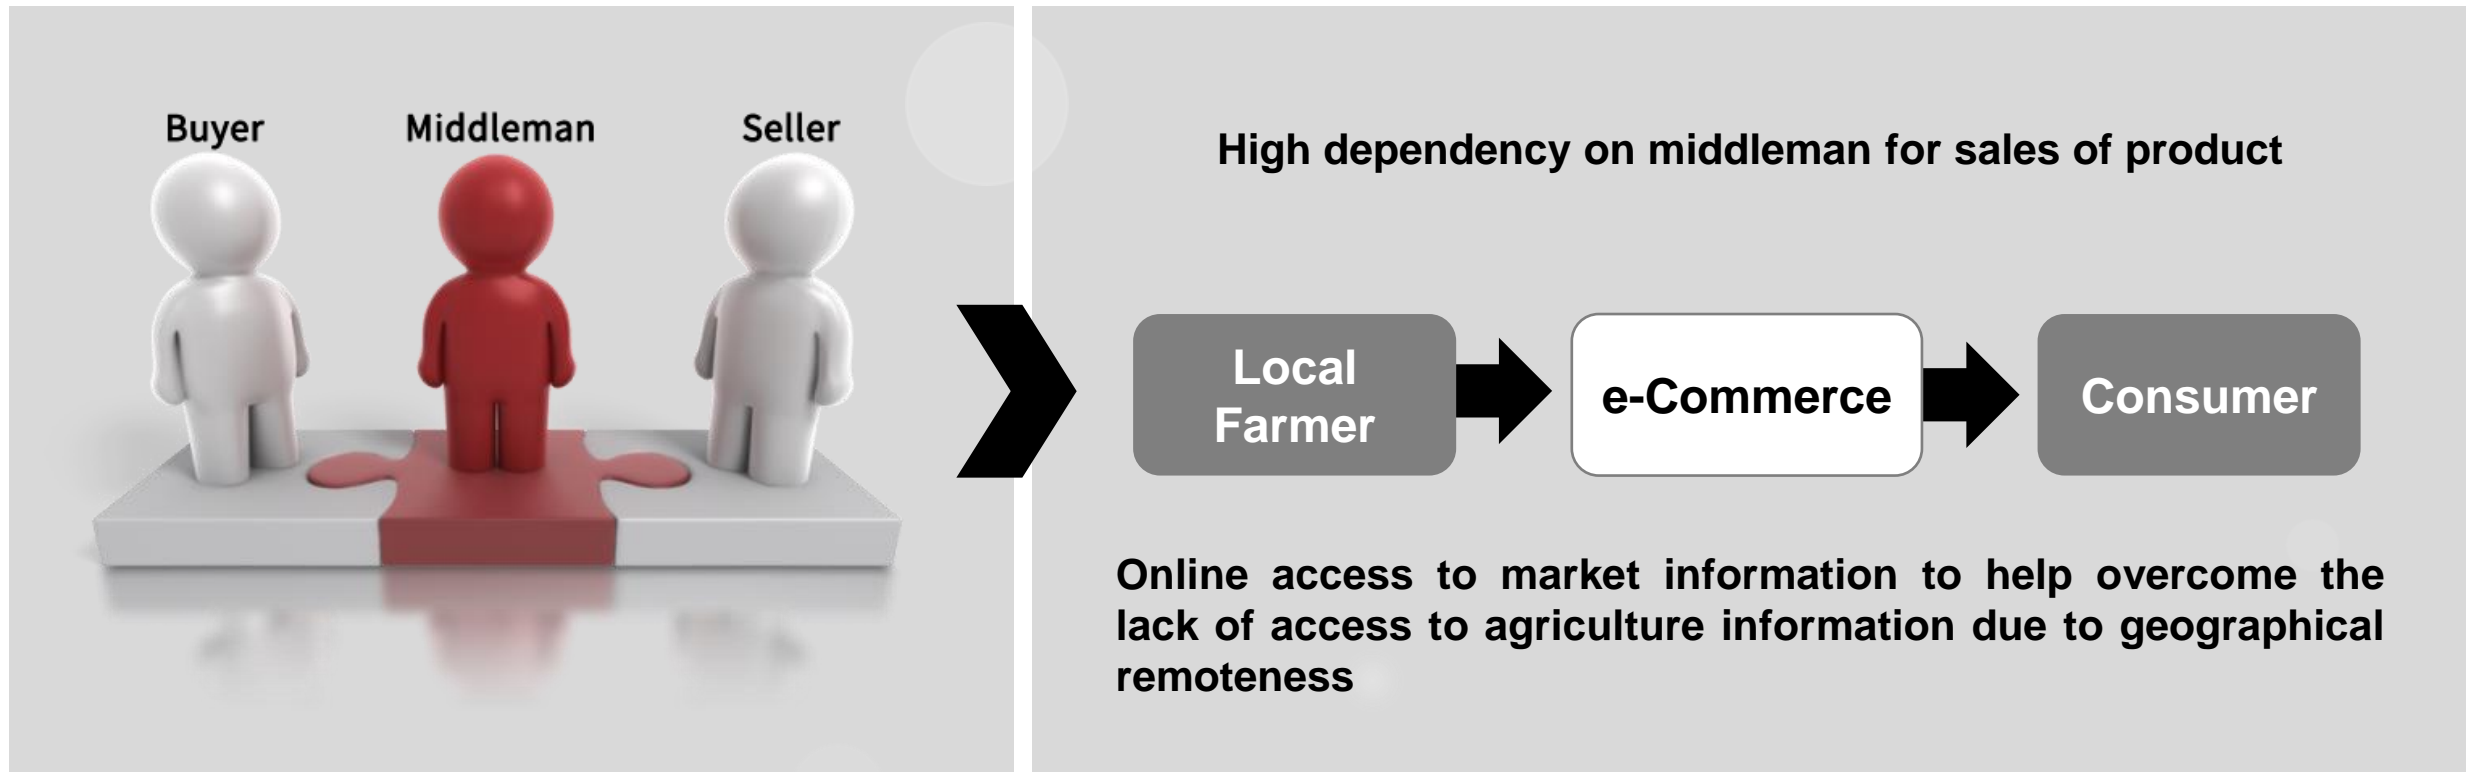 Buyer Middleman Seller
High dependency on middleman for sales of product
Local
Farmer
e-Commerce
Consumer
Online access to market information to help overcome the
lack of access to agriculture information due to geographical
remoteness